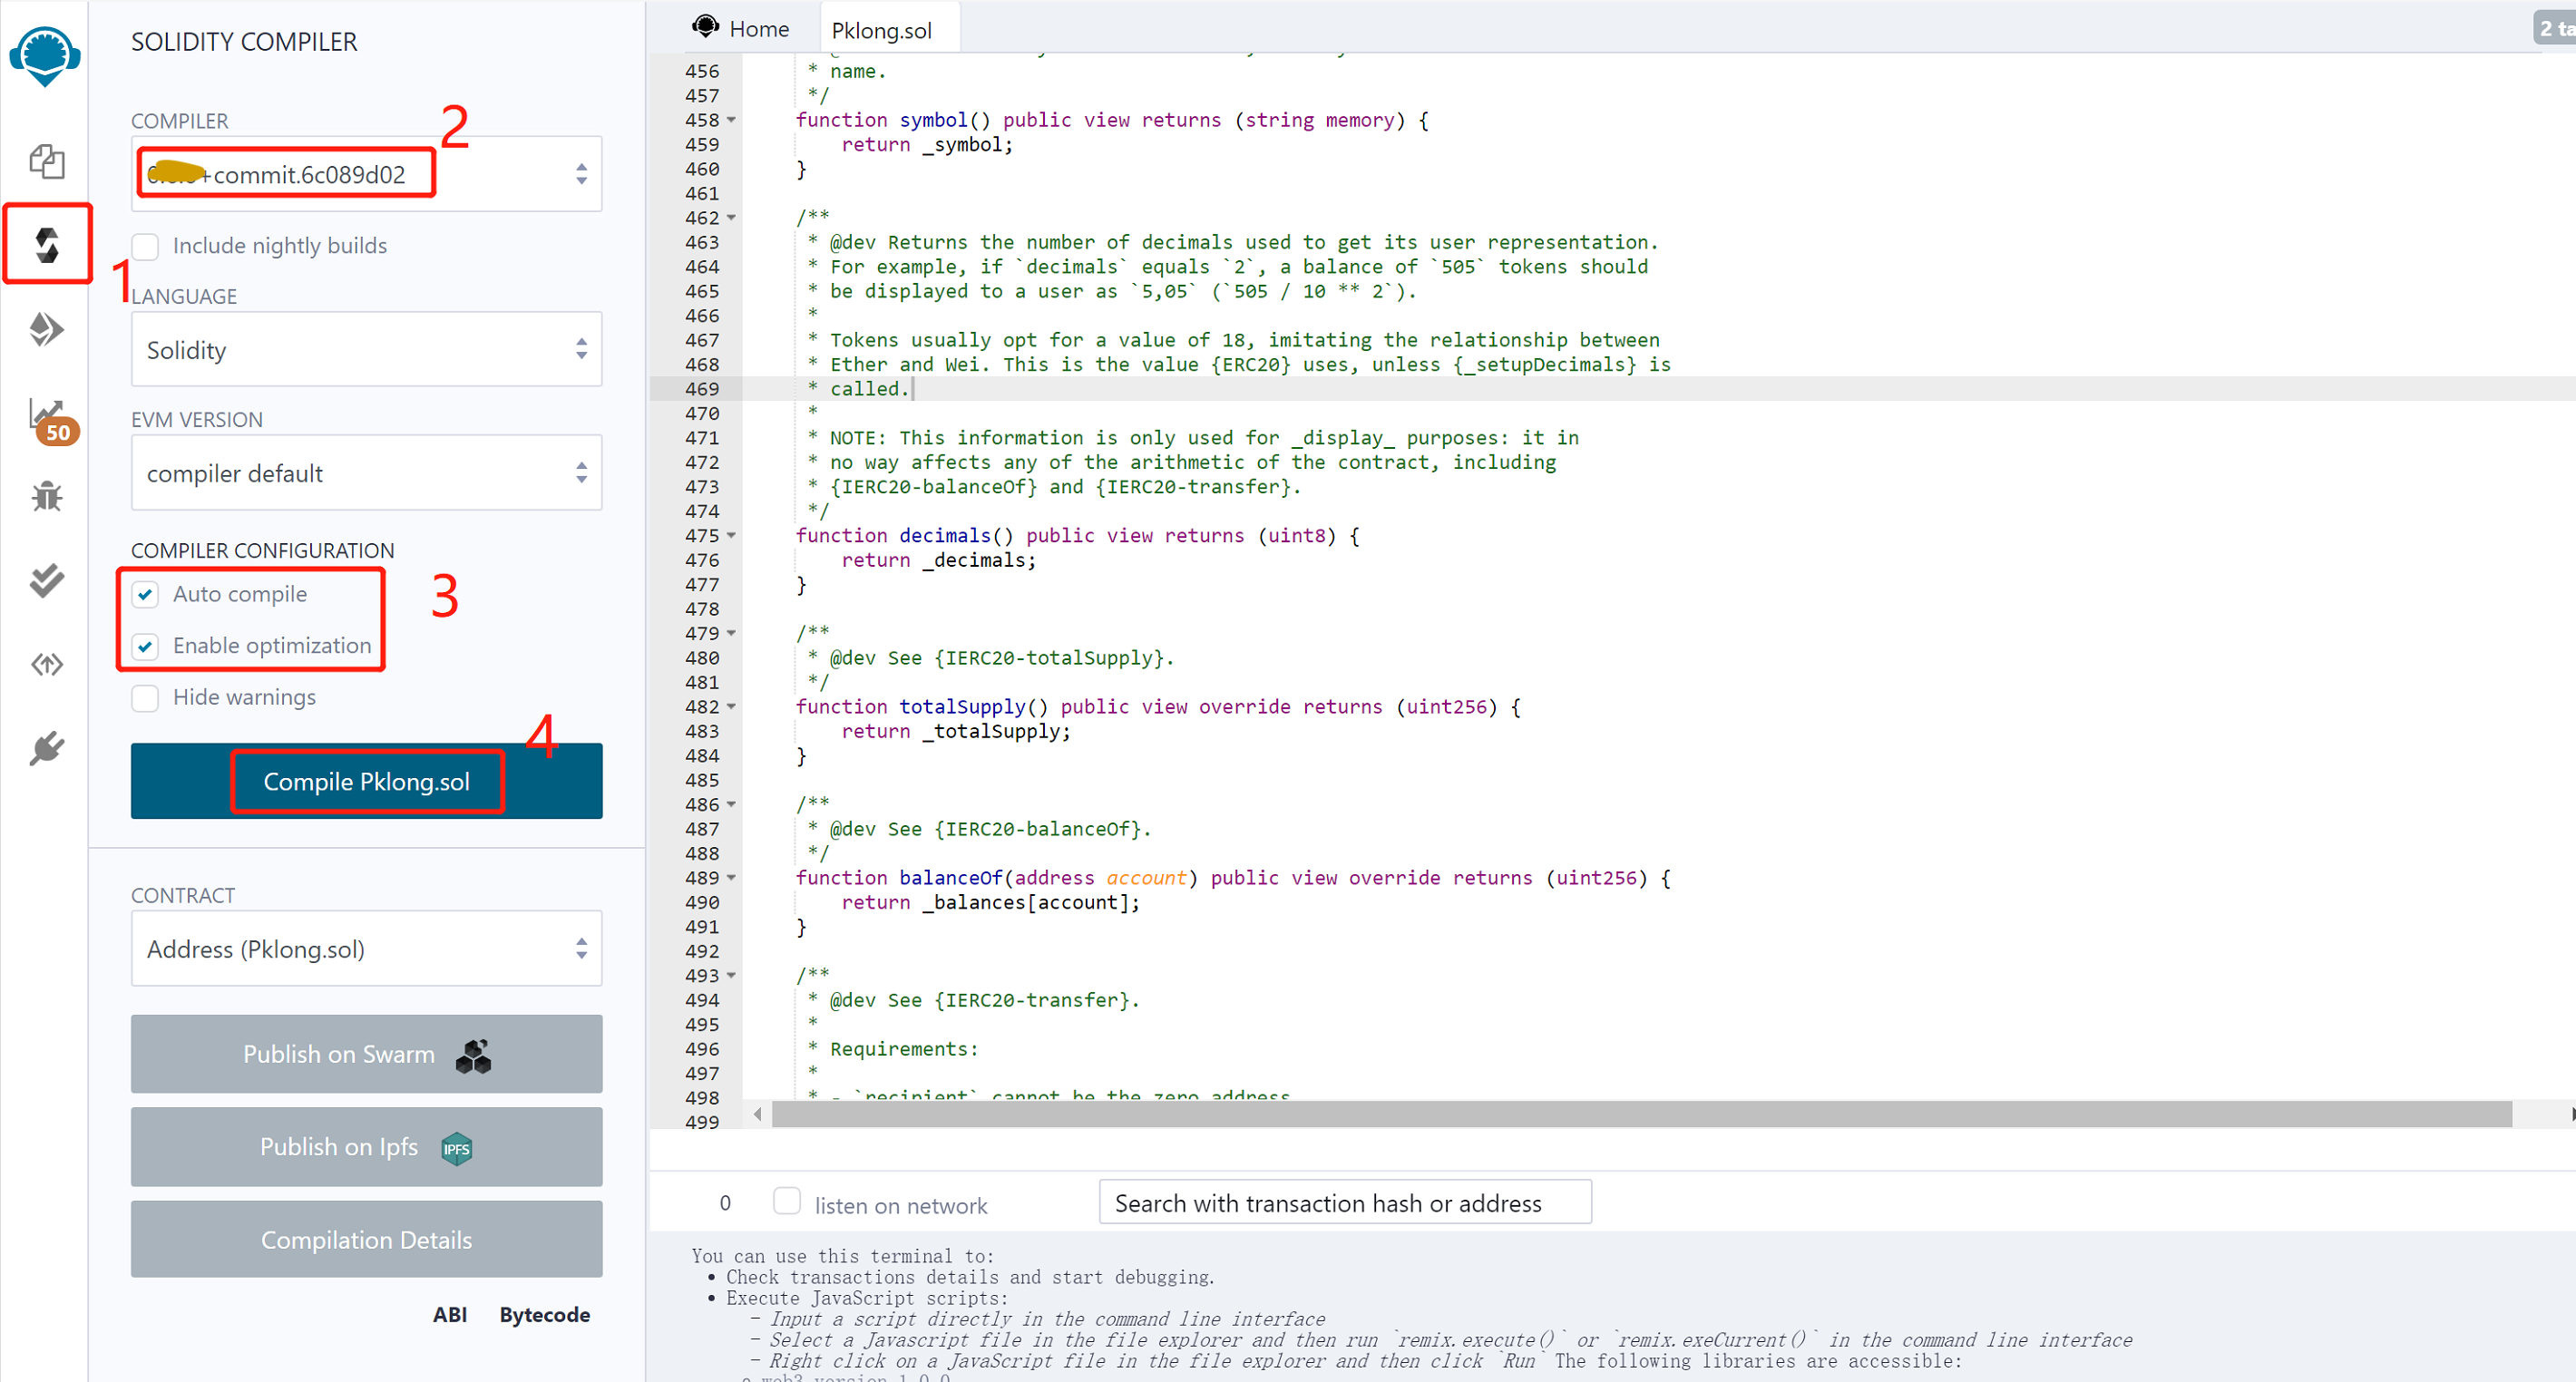 SOLIDITY COMPILER
COMPILER
2
+commit.6c089d02
Include nightly builds
1
LANGUAGE
Solidity
EVM VERSION
compiler default
50
COMPILER CONFIGURATION
Auto compile
3
Enable optimization
Hide warnings
4
Compile Pklong.sol
CONTRACT
Address (Pklong.sol)
Publish on Swarm
Publish on Ipfs IPFS
Compilation Details
ABI Bytecode
Home Pklong.sol 2
456 * name.
457 */
458 function symbol() public view returns (string memory) {
459 return _symbol;
460 }
461
462 /**
463 * @dev Returns the number of decimals used to get its user representation.
464 * For example, if `decimals` equals `2`, a balance of `505` tokens should
465 * be displayed to a user as `5,05` (`505 / 10 ** 2`).
466 *
467 * Tokens usually opt for a value of 18, imitating the relationship between
468 * Ether and Wei. This is the value {ERC20} uses, unless {_setupDecimals} is
469 * called.
470 *
471 * NOTE: This information is only used for _display_ purposes: it in
472 * no way affects any of the arithmetic of the contract, including
473 * {IERC20-balanceOf} and {IERC20-transfer}.
474 */
475 function decimals() public view returns (uint8) {
476 return _decimals;
477 }
478
479 /**
480 * @dev See {IERC20-totalSupply}.
481 */
482 function totalSupply() public view override returns (uint256) {
483 return _totalSupply;
484 }
485
486 /**
487 * @dev See {IERC20-balanceOf}.
488 */
489 function balanceOf(address account) public view override returns (uint256) {
490 return _balances[account];
491 }
492
493 /**
494 * @dev See {IERC20-transfer}.
495 *
496 * Requirements:
497 *
498 * - `recipient` cannot be the zero address
499
0 listen on network Search with transaction hash or address
You can use this terminal to:
• Check transactions details and start debugging.
• Execute JavaScript scripts:
- Input a script directly in the command line interface
- Select a Javascript file in the file explorer and then run `remix.execute()` or `remix.exeCurrent()` in the command line interface
- Right click on a JavaScript file in the file explorer and then click `Run` The following libraries are accessible: